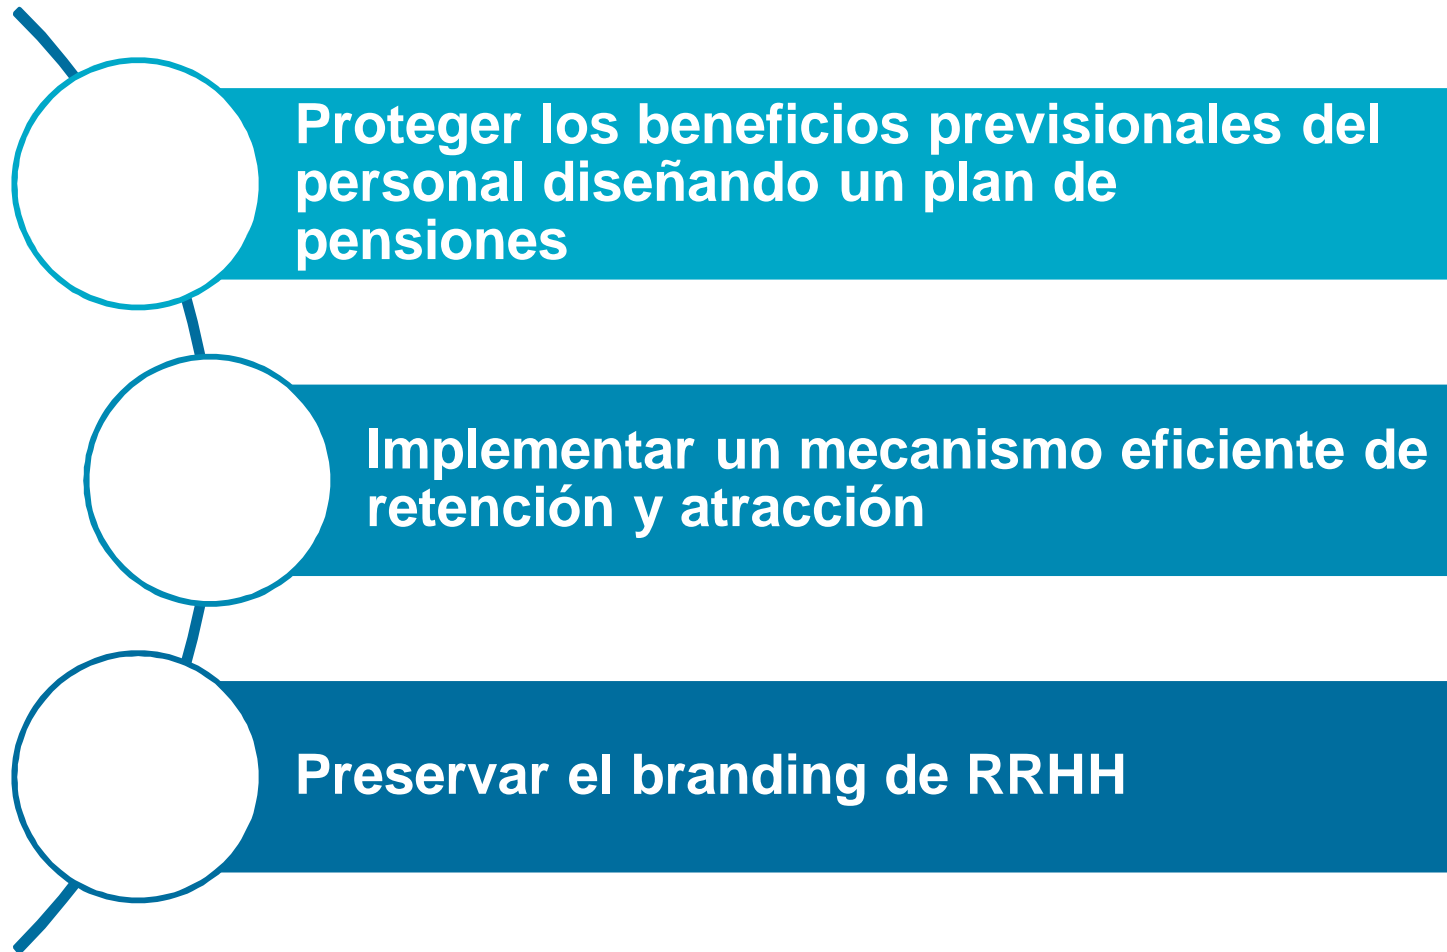 Proteger los beneficios previsionales del
personal diseñando un plan de
pensiones
Implementar un mecanismo eficiente de
retención y atracción
Preservar el branding de RRHH